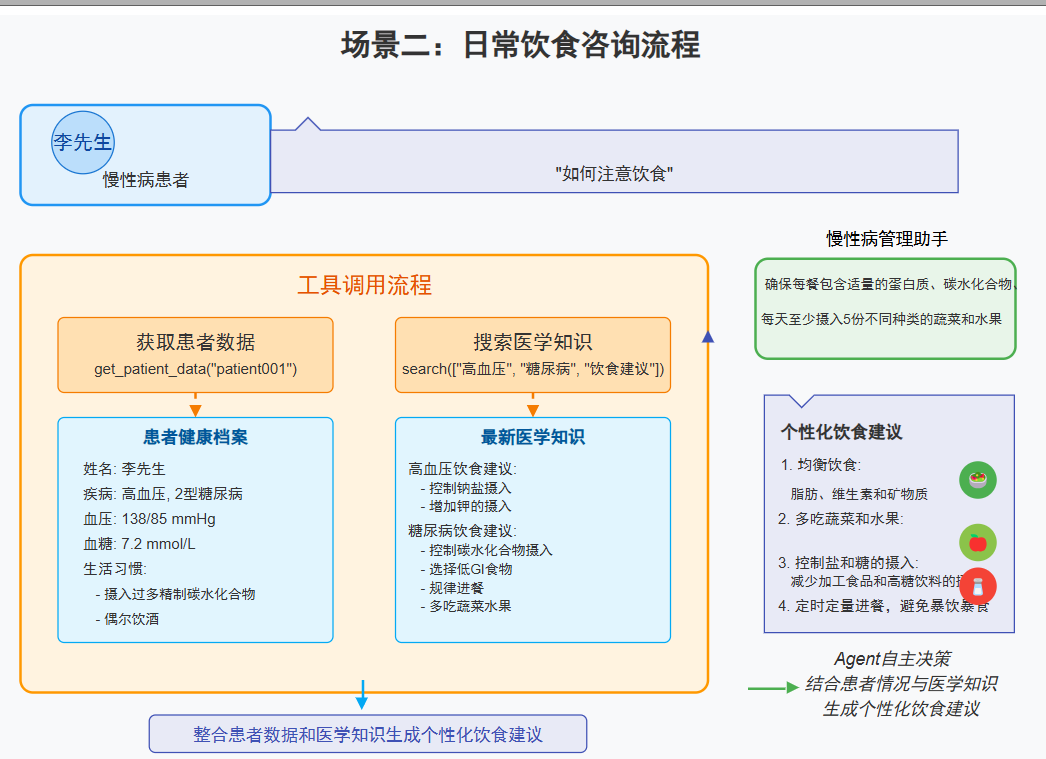 场景二：日常饮食咨询流程
李先生
慢性病患者
"如何注意饮食"
工具调用流程
获取患者数据
get_patient_data("patient001")
搜索医学知识
search(["高血压", "糖尿病", "饮食建议"])
患者健康档案
姓名: 李先生
疾病: 高血压, 2型糖尿病
血压: 138/85 mmHg
血糖: 7.2 mmol/L
生活习惯:
- 摄入过多精制碳水化合物
- 偶尔饮酒
最新医学知识
高血压饮食建议:
- 控制钠盐摄入
- 增加钾的摄入
糖尿病饮食建议:
- 控制碳水化合物摄入
- 选择低GI食物
- 规律进餐
- 多吃蔬菜水果
整合患者数据和医学知识生成个性化饮食建议
慢性病管理助手
确保每餐包含适量的蛋白质、碳水化合物、
每天至少摄入5份不同种类的蔬菜和水果
个性化饮食建议
1. 均衡饮食:
脂肪、维生素和矿物质
2. 多吃蔬菜和水果:
3. 控制盐和糖的摄入:
减少加工食品和高糖饮料的
4. 定时定量进餐，避免暴饮暴食
Agent自主决策
结合患者情况与医学知识
生成个性化饮食建议